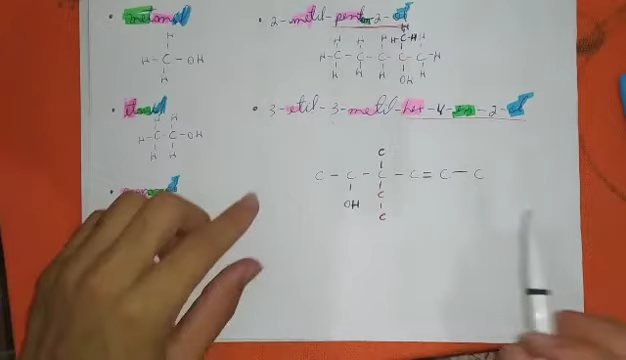 • metanol
H
H-C-OH
H
• etanol
H H
H-C-C-OH
H H
• 2-metil-pentan-2-ol
H
H H H H-C-H H
H-C-C-C-C-C-H
H H H OH H
• 3-etil-3-metil-hex-4-en-2-ol
C
C-C-C-C=C-C
OH C
C